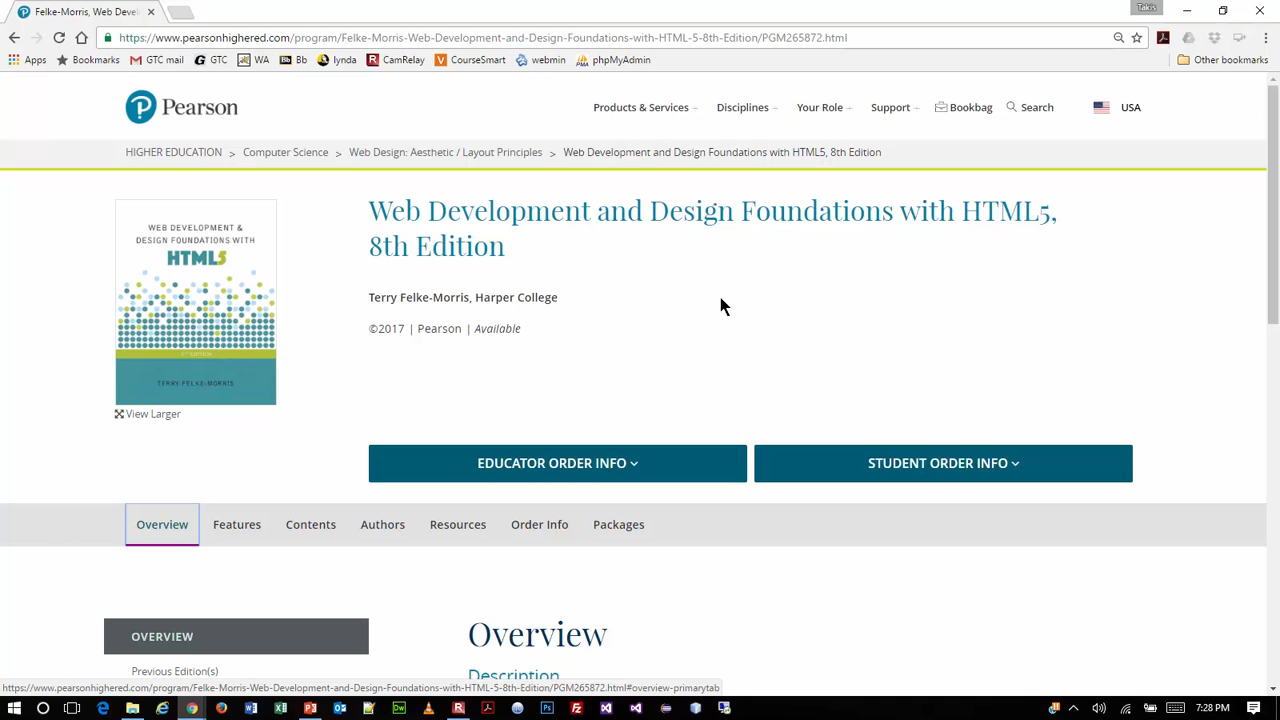 Felke-Morris, Web Devel
Takis
https://www.pearsonhighered.com/program/Felke-Morris-Web-Development-and-Design-Foundations-with-HTML-5-8th-Edition/PGM265872.html
Apps Bookmarks GTC mail GTC WA Bb lynda CamRelay CourseSmart webmin phpMyAdmin Other bookmarks
Pearson
Products & Services Disciplines Your Role Support Bookbag Search USA
HIGHER EDUCATION > Computer Science > Web Design: Aesthetic / Layout Principles > Web Development and Design Foundations with HTML5, 8th Edition
WEB DEVELOPMENT &
DESIGN FOUNDATIONS WITH
HTML5
TERRY FELKE-MORRIS
View Larger
Web Development and Design Foundations with HTML5,
8th Edition
Terry Felke-Morris, Harper College
©2017 | Pearson | Available
EDUCATOR ORDER INFO STUDENT ORDER INFO
Overview Features Contents Authors Resources Order Info Packages
OVERVIEW
Previous Edition(s)
Overview
Description
https://www.pearsonhighered.com/program/Felke-Morris-Web-Development-and-Design-Foundations-with-HTML-5-8th-Edition/PGM265872.html#overview-primarytab
7:28 PM